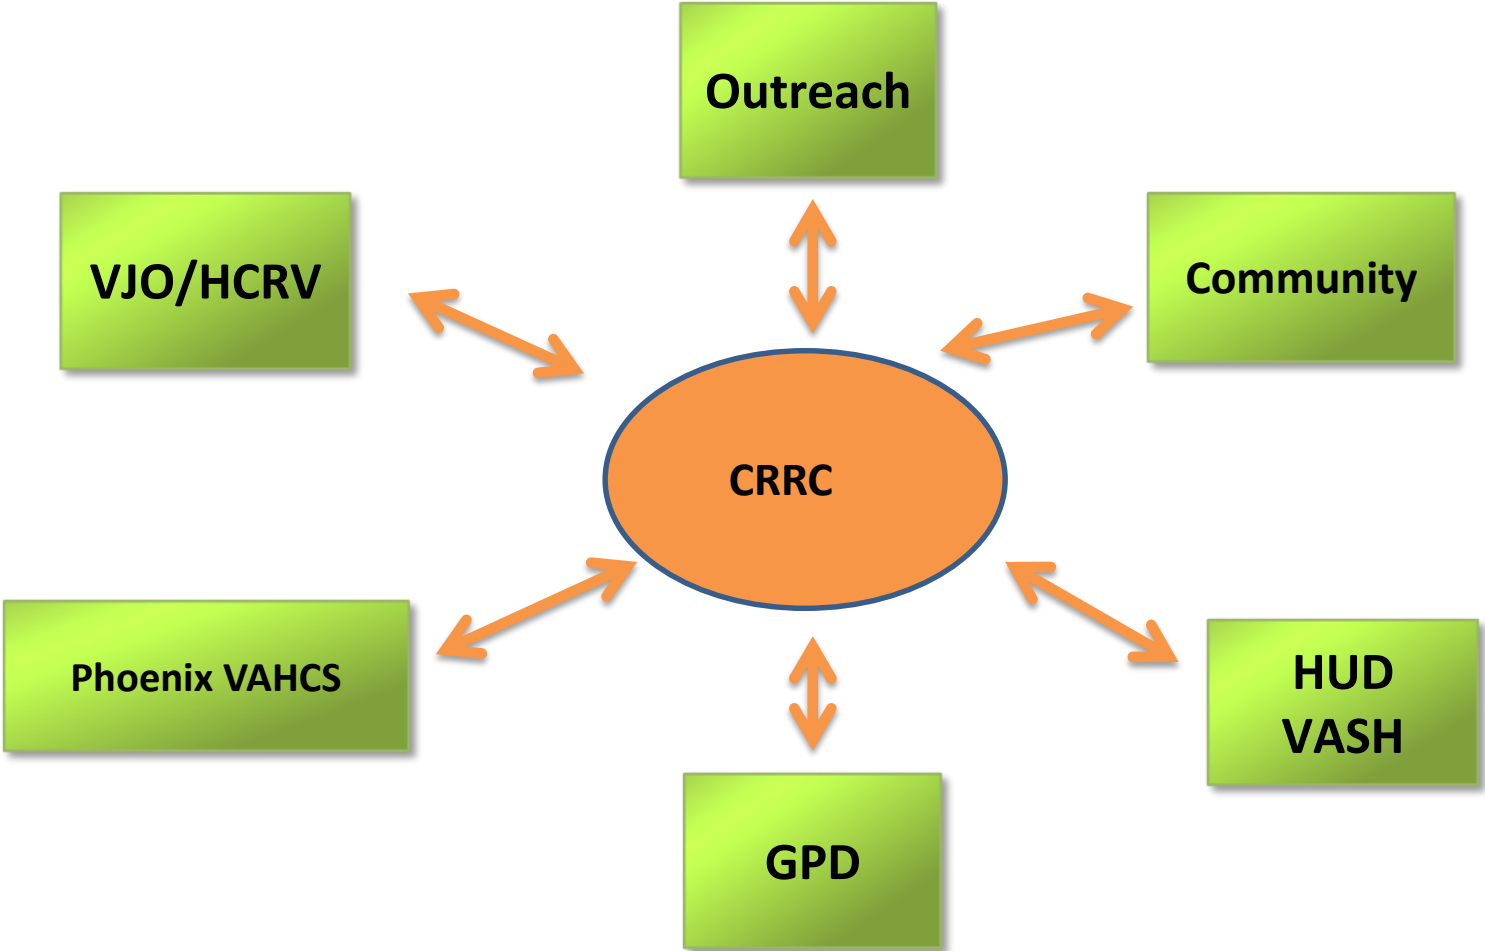 Outreach
VJO/HCRV
Community
CRRC
Phoenix VAHCS
HUD
VASH
GPD